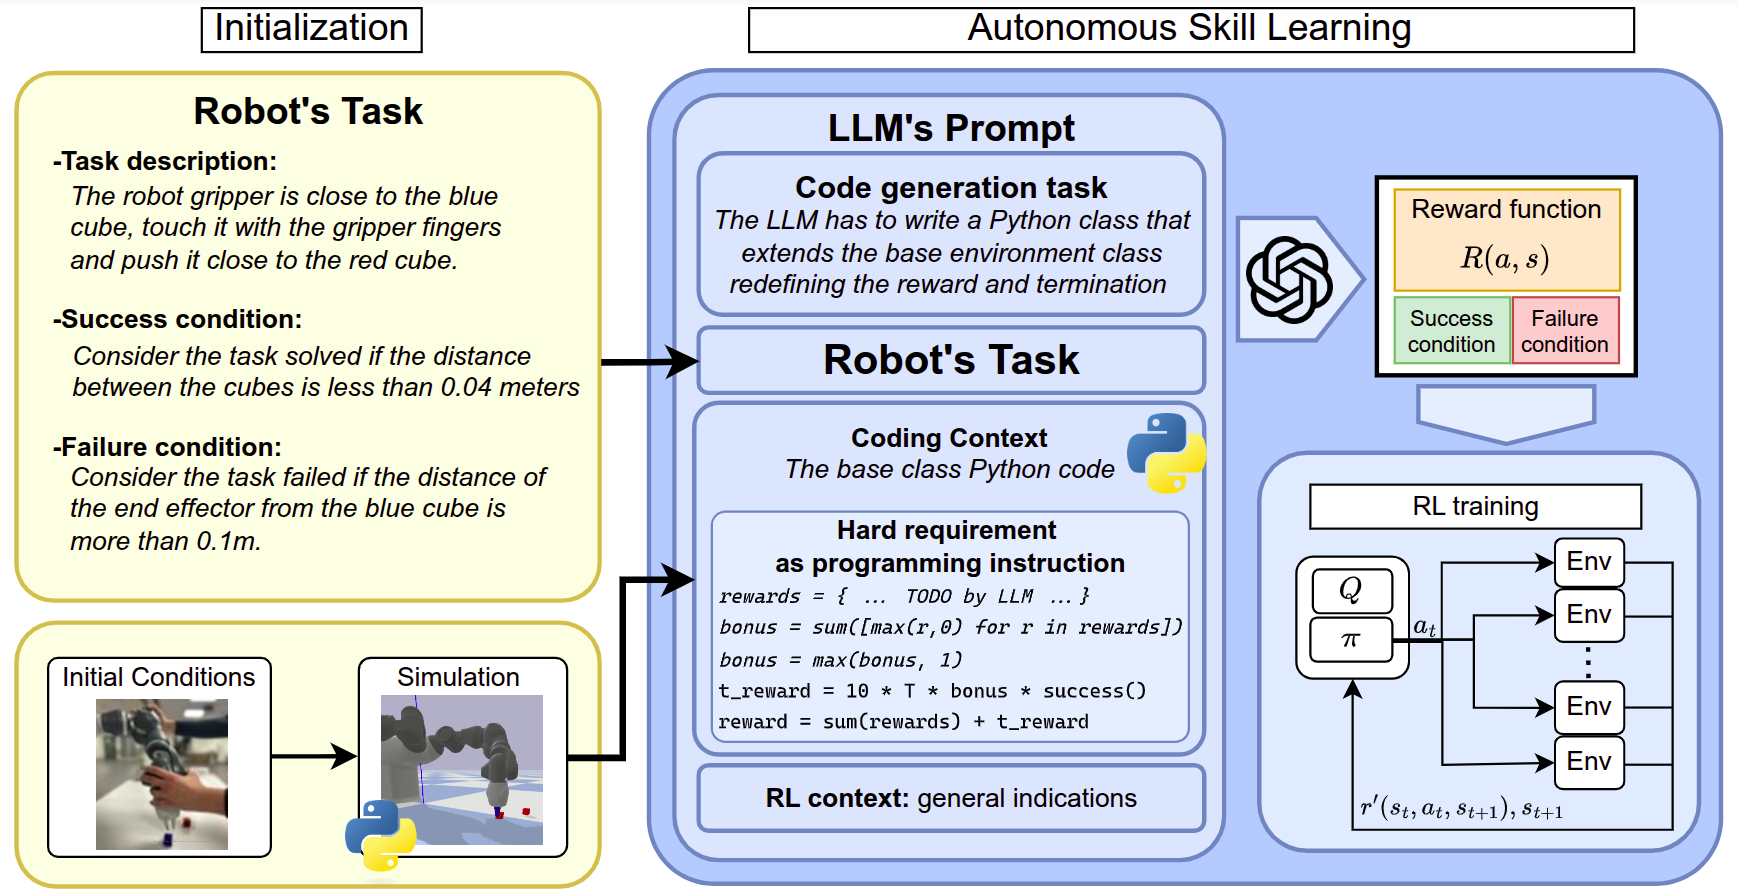 Initialization
Robot's Task
-Task description:
The robot gripper is close to the blue
cube, touch it with the gripper fingers
and push it close to the red cube.
-Success condition:
Consider the task solved if the distance
between the cubes is less than 0.04 meters
-Failure condition:
Consider the task failed if the distance of
the end effector from the blue cube is
more than 0.1m.
Initial Conditions
Simulation
Autonomous Skill Learning
LLM's Prompt
Code generation task
The LLM has to write a Python class that
extends the base environment class
redefining the reward and termination
Robot's Task
Coding Context
The base class Python code
Hard requirement
as programming instruction
rewards = { … TODO by LLM … }
bonus = sum([max(r,0) for r in rewards])
bonus = max(bonus, 1)
t_reward = 10 * T * bonus * success()
reward = sum(rewards) + t_reward
RL context: general indications
Reward function
R(a, s)
Success
condition
Failure
condition
RL training
Q
π
a_t
Env
Env
⋮
Env
Env
r′(s_t, a_t, s_{t+1}), s_{t+1}